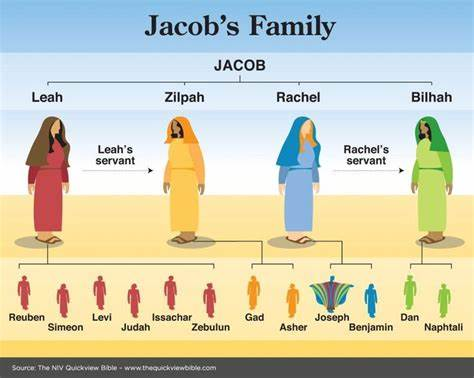 Jacob's Family
JACOB
Leah
Zilpah
Rachel
Bilhah
Leah's
servant
Rachel's
servant
Reuben
Simeon
Levi
Judah
Issachar
Zebulun
Gad
Asher
Joseph
Benjamin
Dan
Naphtali
Source: The NIV Quickview Bible - www.thequickviewbible.com